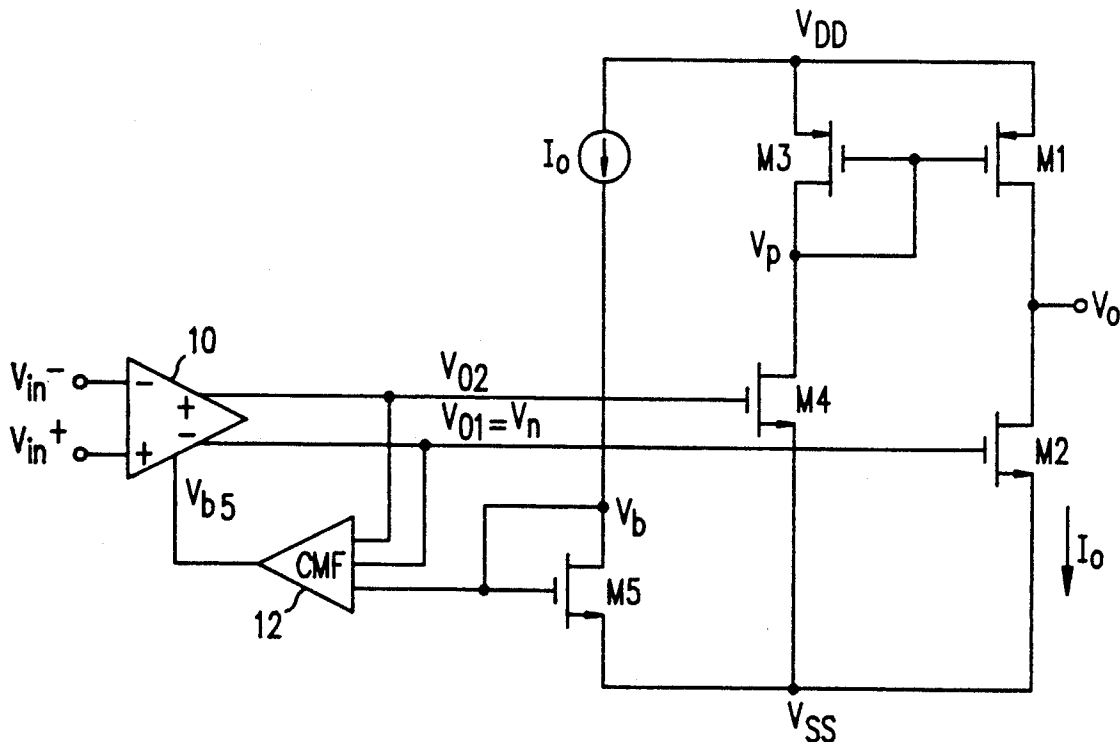 V_DD
I_o
M3
M1
V_p
V_o
10
V_in^-
-
+
V_02
M4
V_01=V_n
-
V_in^+
+
M2
V_b5
V_b
CMF
M5
I_o
12
V_SS